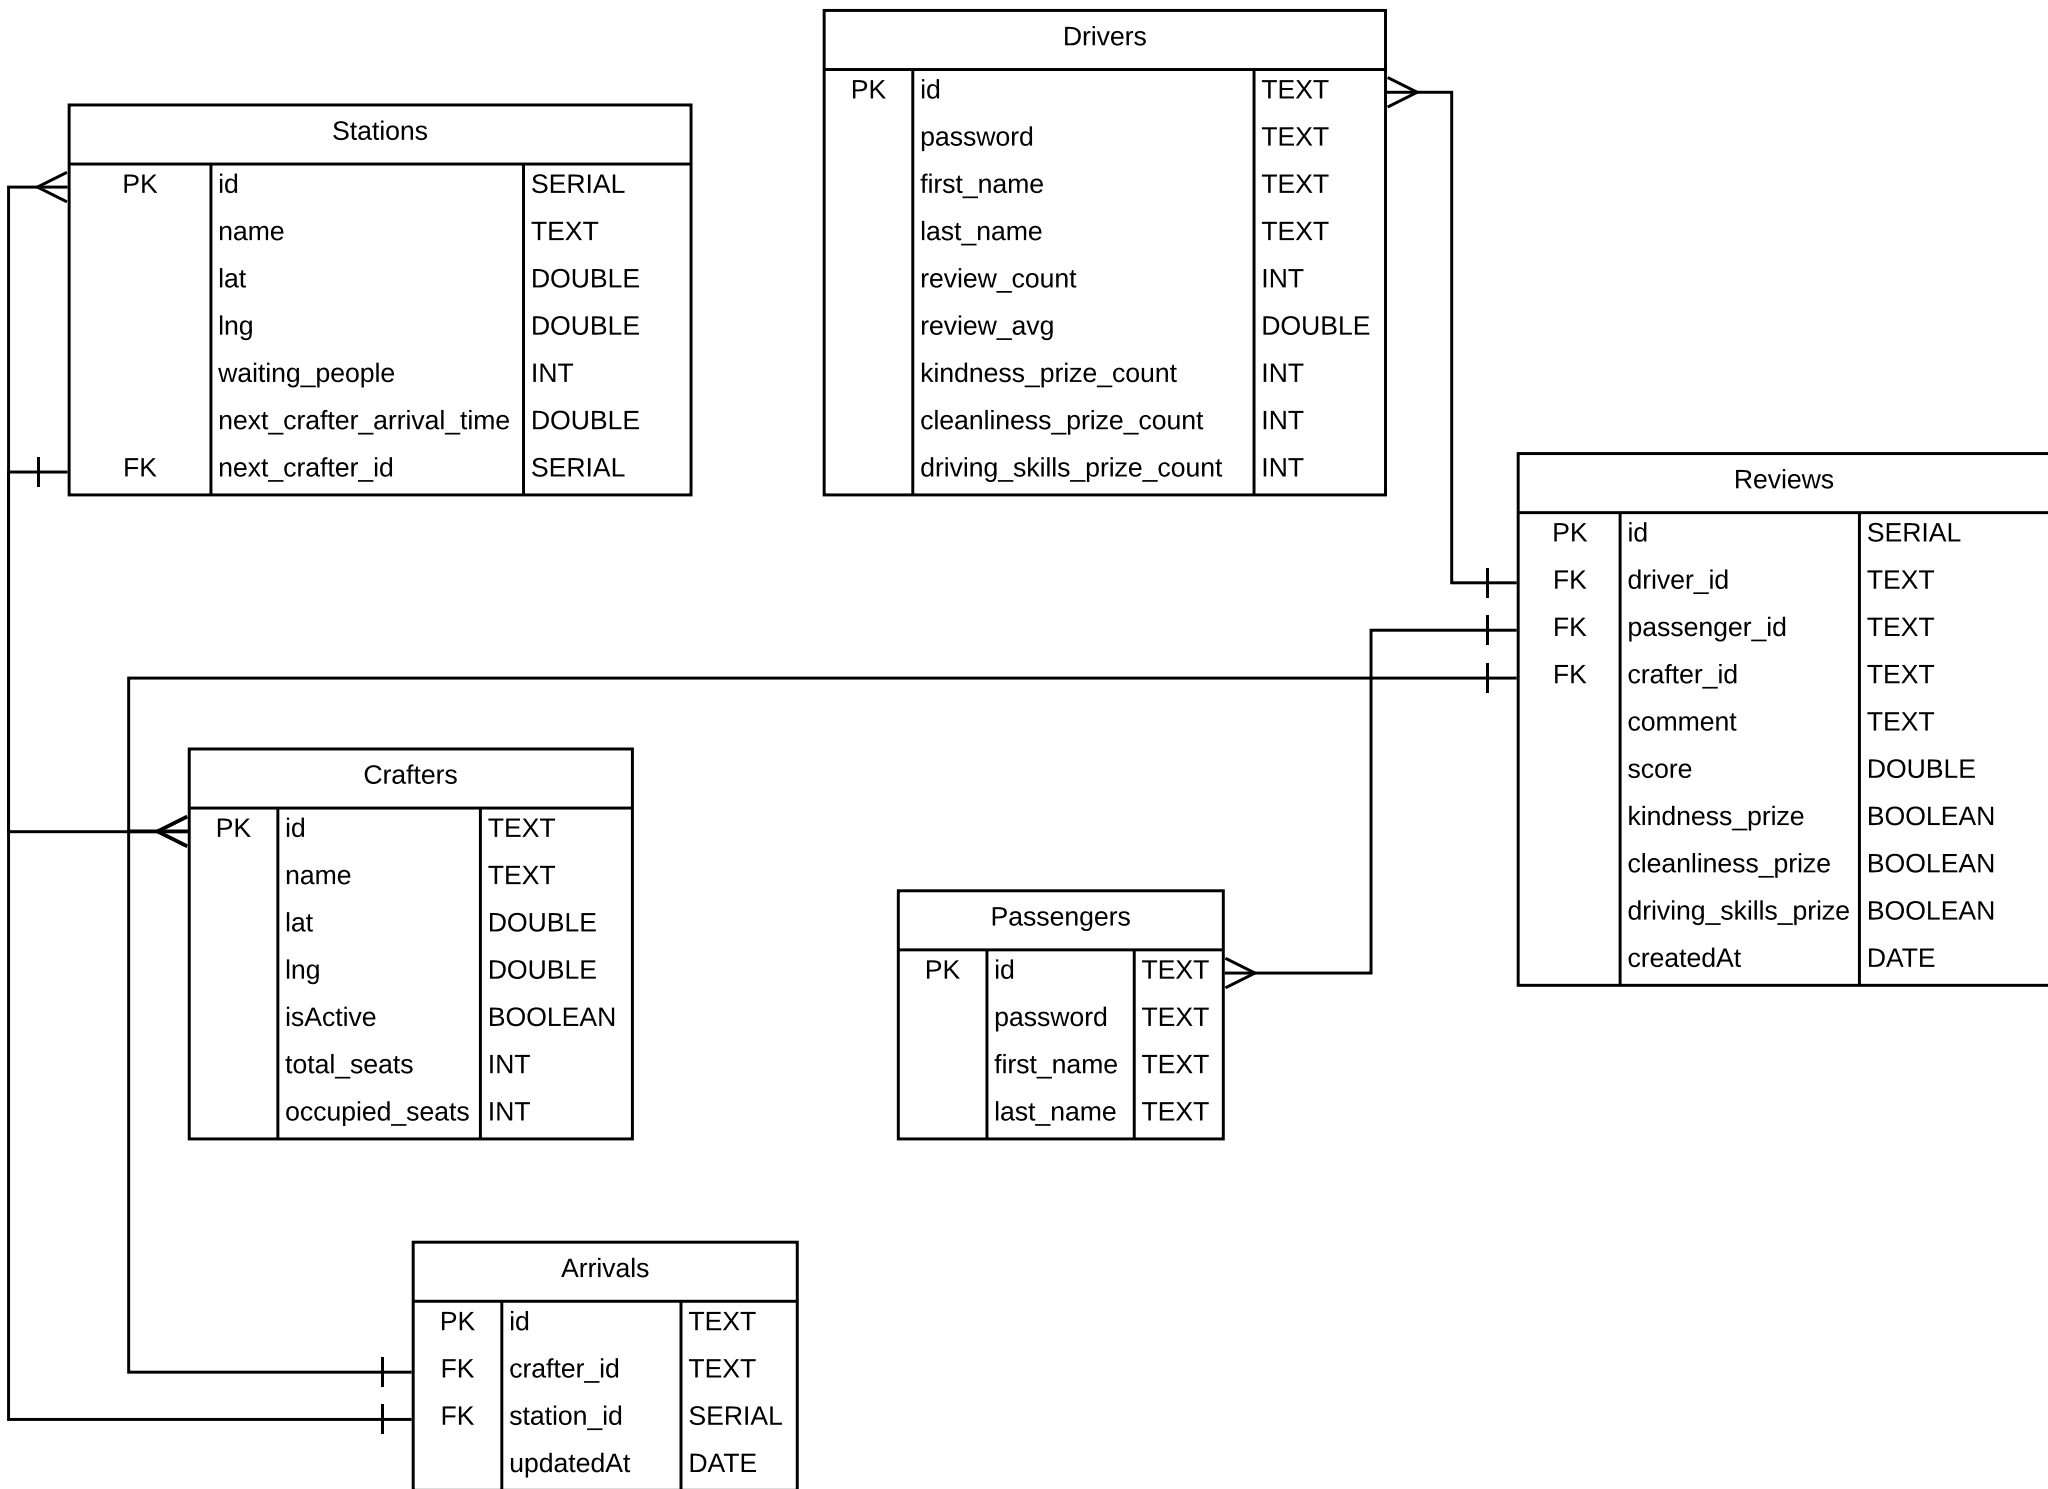 Drivers
PK id TEXT
password TEXT
first_name TEXT
last_name TEXT
review_count INT
review_avg DOUBLE
kindness_prize_count INT
cleanliness_prize_count INT
driving_skills_prize_count INT
Stations
PK id SERIAL
name TEXT
lat DOUBLE
lng DOUBLE
waiting_people INT
next_crafter_arrival_time DOUBLE
FK next_crafter_id SERIAL
Reviews
PK id SERIAL
FK driver_id TEXT
FK passenger_id TEXT
FK crafter_id TEXT
comment TEXT
score DOUBLE
kindness_prize BOOLEAN
cleanliness_prize BOOLEAN
driving_skills_prize BOOLEAN
createdAt DATE
Crafters
PK id TEXT
name TEXT
lat DOUBLE
lng DOUBLE
isActive BOOLEAN
total_seats INT
occupied_seats INT
Passengers
PK id TEXT
password TEXT
first_name TEXT
last_name TEXT
Arrivals
PK id TEXT
FK crafter_id TEXT
FK station_id SERIAL
updatedAt DATE